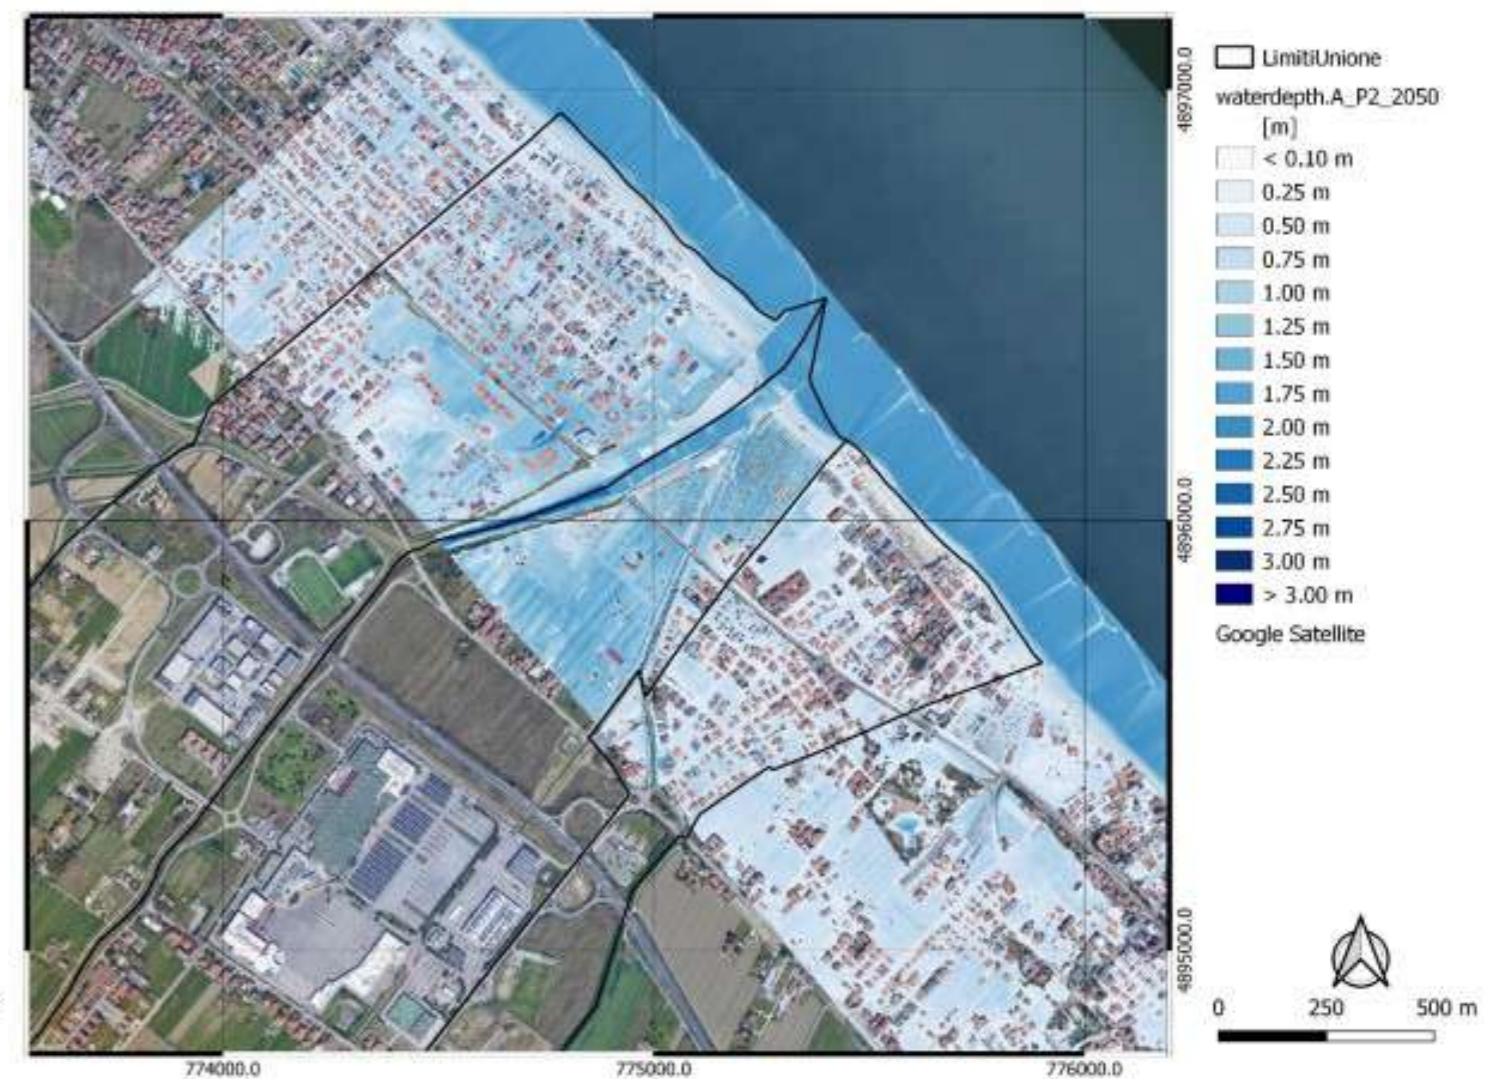 LimitiUnione
waterdepth.A_P2_2050
[m]
< 0.10 m
0.25 m
0.50 m
0.75 m
1.00 m
1.25 m
1.50 m
1.75 m
2.00 m
2.25 m
2.50 m
2.75 m
3.00 m
> 3.00 m
Google Satellite
4897000.0
4896000.0
4895000.0
0 250 500 m
774000.0 775000.0 776000.0